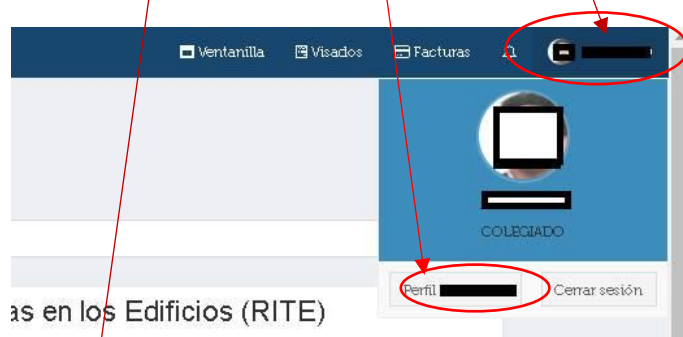 Ventanilla Visados Facturas
COLEGIADO
Perfil Cerrar sesión
as en los Edificios (RITE)